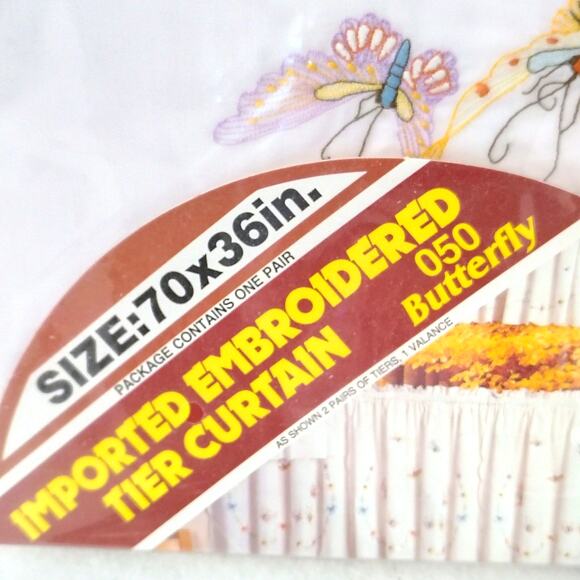 SIZE:70x36in.
PACKAGE CONTAINS ONE PAIR
IMPORTED EMBROIDERED
TIER CURTAIN
050
Butterfly
AS SHOWN 2 PAIRS OF TIERS, 1 VALANCE